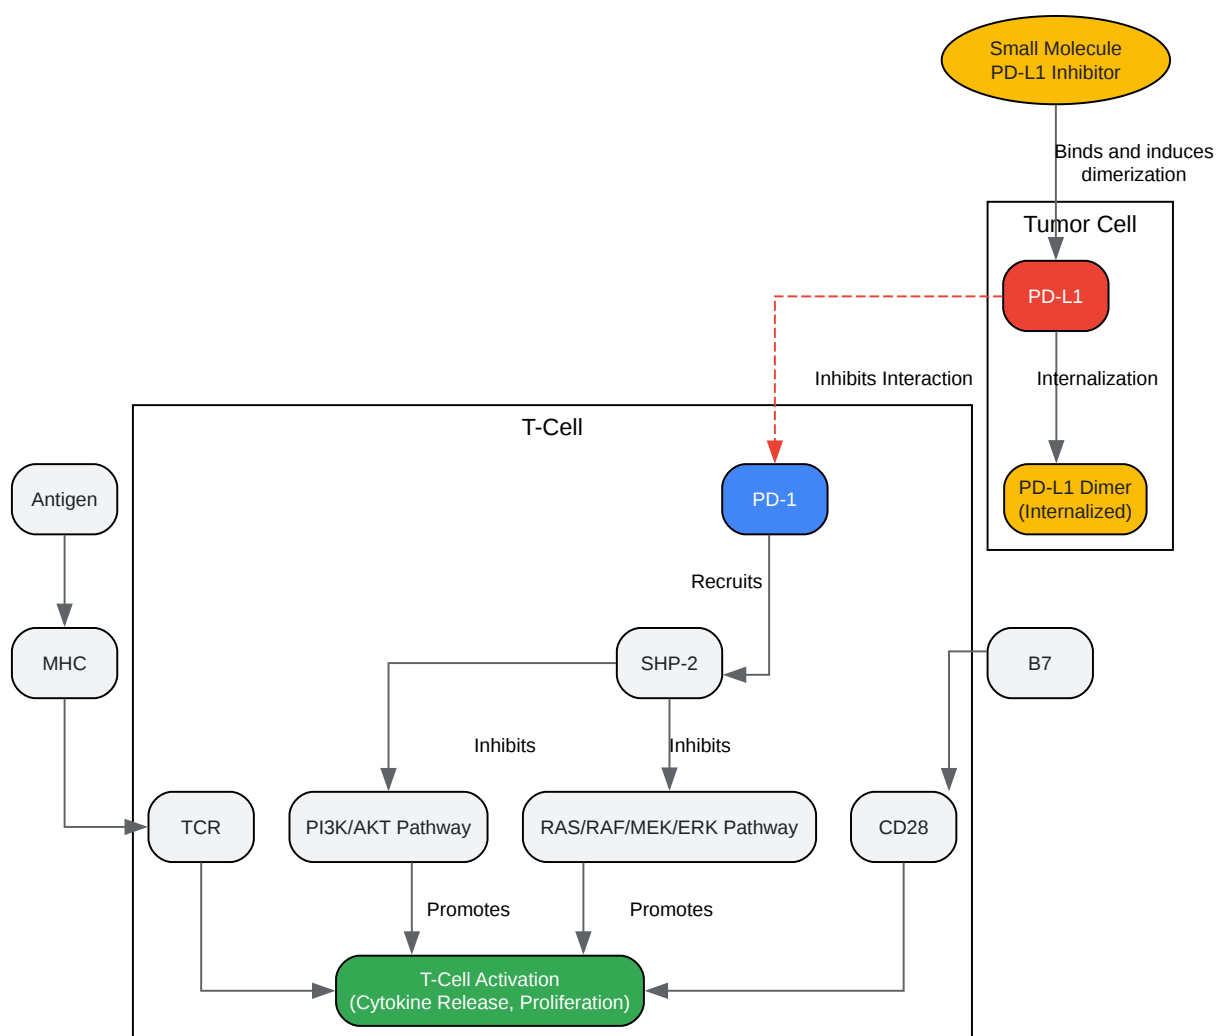 Small Molecule
PD-L1 Inhibitor
Binds and induces
dimerization
Tumor Cell
PD-L1
Inhibits Interaction
Internalization
T-Cell
Antigen
PD-1
PD-L1 Dimer
(Internalized)
Recruits
MHC
SHP-2
B7
Inhibits
Inhibits
TCR
PI3K/AKT Pathway
RAS/RAF/MEK/ERK Pathway
CD28
Promotes
Promotes
T-Cell Activation
(Cytokine Release, Proliferation)